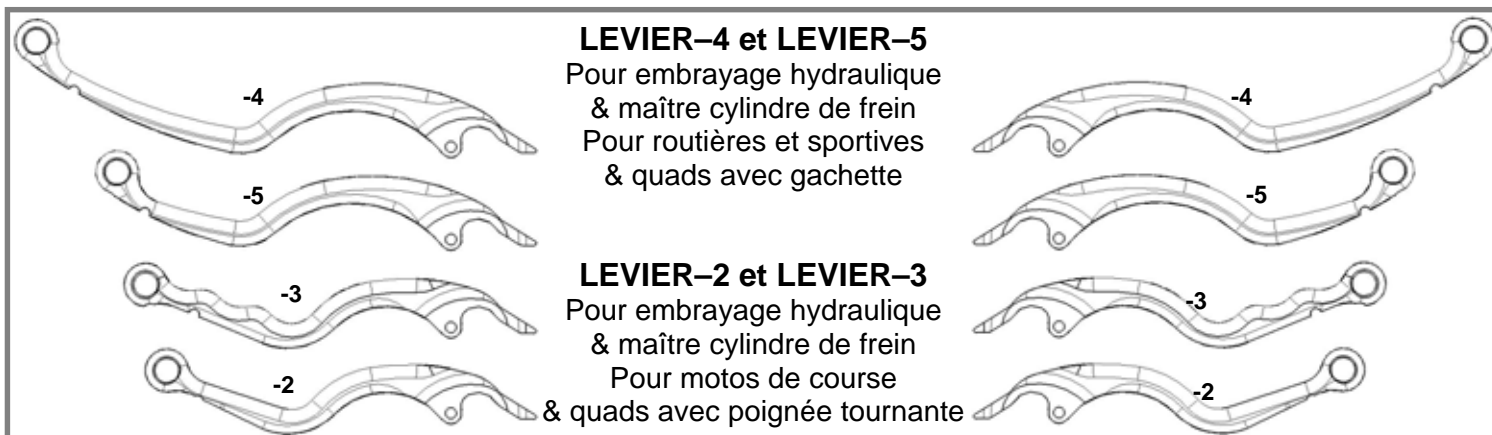 LEVIER–4 et LEVIER–5
Pour embrayage hydraulique
& maître cylindre de frein
Pour routières et sportives
& quads avec gachette
-4
-4
-5
-5
LEVIER–2 et LEVIER–3
Pour embrayage hydraulique
& maître cylindre de frein
Pour motos de course
& quads avec poignée tournante
-3
-3
-2
-2